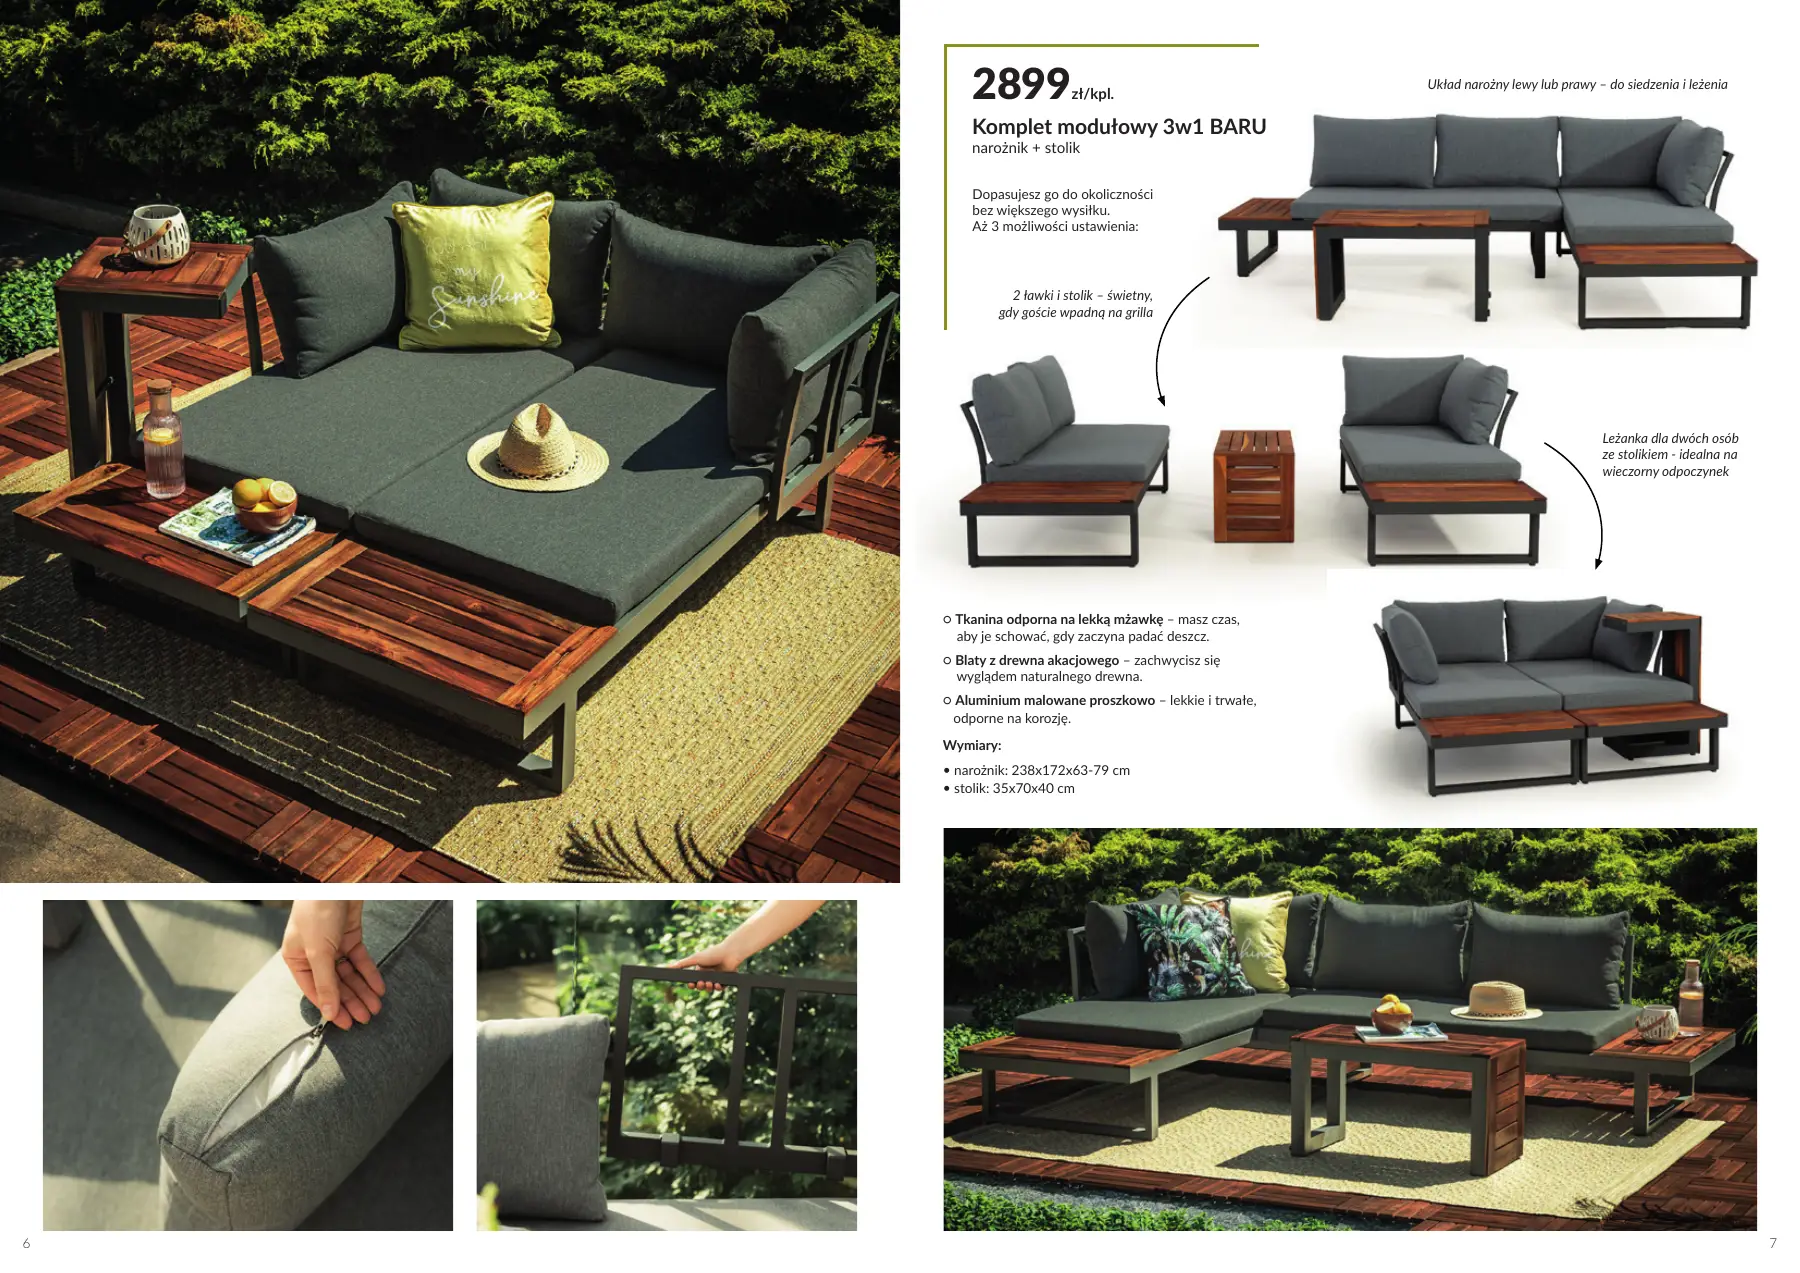 my
Sunshine
2899 zł/kpl.
Komplet modułowy 3w1 BARU
narożnik + stolik
Dopasujesz go do okoliczności
bez większego wysiłku.
Aż 3 możliwości ustawienia:
Układ narożny lewy lub prawy – do siedzenia i leżenia
2 ławki i stolik – świetny,
gdy goście wpadną na grilla
Leżanka dla dwóch osób
ze stolikiem - idealna na
wieczorny odpoczynek
Tkanina odporna na lekką mżawkę – masz czas,
aby je schować, gdy zaczyna padać deszcz.
Blaty z drewna akacjowego – zachwycisz się
wyglądem naturalnego drewna.
Aluminium malowane proszkowo – lekkie i trwałe,
odporne na korozję.
Wymiary:
• narożnik: 238x172x63-79 cm
• stolik: 35x70x40 cm
6
7